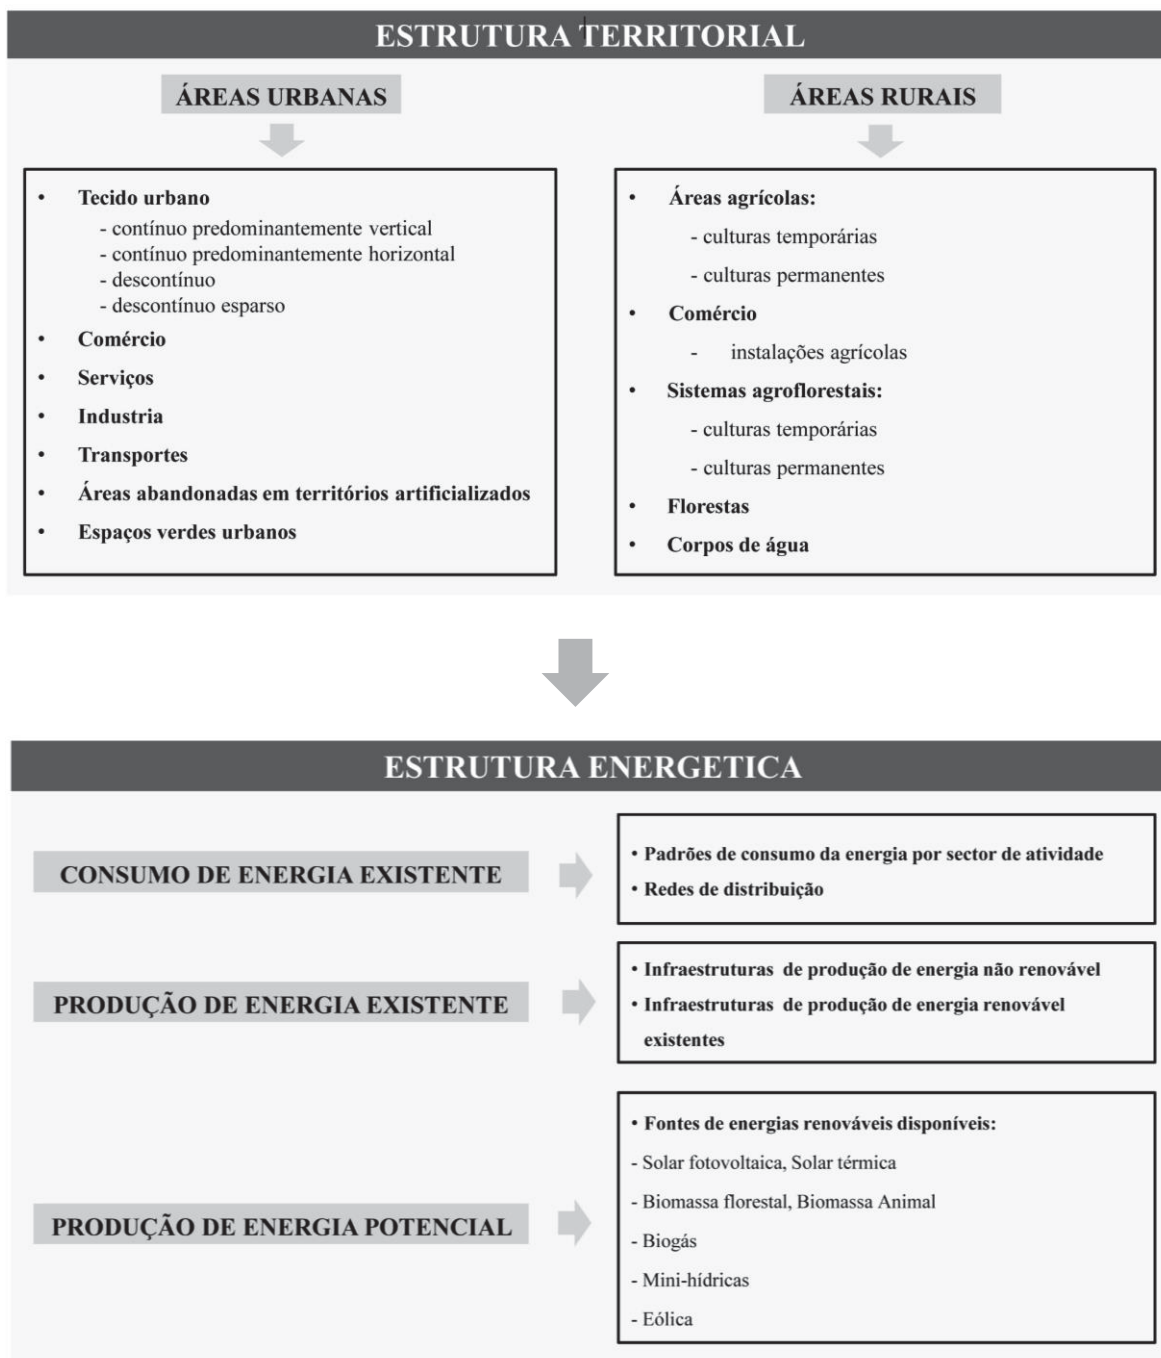 ESTRUTURA TERRITORIAL
ÁREAS URBANAS
• Tecido urbano
- contínuo predominantemente vertical
- contínuo predominantemente horizontal
- descontínuo
- descontínuo esparso
• Comércio
• Serviços
• Industria
• Transportes
• Áreas abandonadas em territórios artificializados
• Espaços verdes urbanos
ÁREAS RURAIS
• Áreas agrícolas:
- culturas temporárias
- culturas permanentes
• Comércio
- instalações agrícolas
• Sistemas agroflorestais:
- culturas temporárias
- culturas permanentes
• Florestas
• Corpos de água
ESTRUTURA ENERGETICA
CONSUMO DE ENERGIA EXISTENTE
• Padrões de consumo da energia por sector de atividade
• Redes de distribuição
PRODUÇÃO DE ENERGIA EXISTENTE
• Infraestruturas de produção de energia não renovável
• Infraestruturas de produção de energia renovável
existentes
PRODUÇÃO DE ENERGIA POTENCIAL
• Fontes de energias renováveis disponíveis:
- Solar fotovoltaica, Solar térmica
- Biomassa florestal, Biomassa Animal
- Biogás
- Mini-hídricas
- Eólica